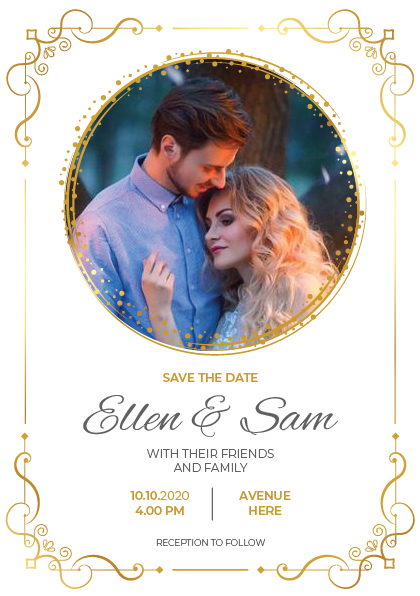 SAVE THE DATE
Ellen & Sam
WITH THEIR FRIENDS
AND FAMILY
10.10.2020
4.00 PM
AVENUE
HERE
RECEPTION TO FOLLOW